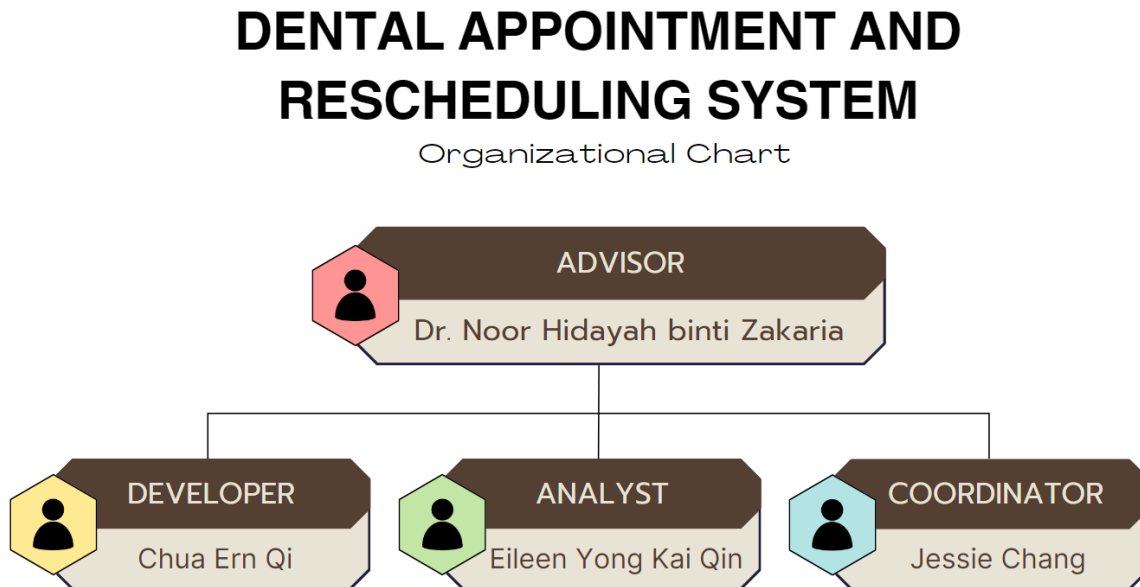 DENTAL APPOINTMENT AND
RESCHEDULING SYSTEM
Organizational Chart
ADVISOR
Dr. Noor Hidayah binti Zakaria
DEVELOPER
Chua Ern Qi
ANALYST
Eileen Yong Kai Qin
COORDINATOR
Jessie Chang